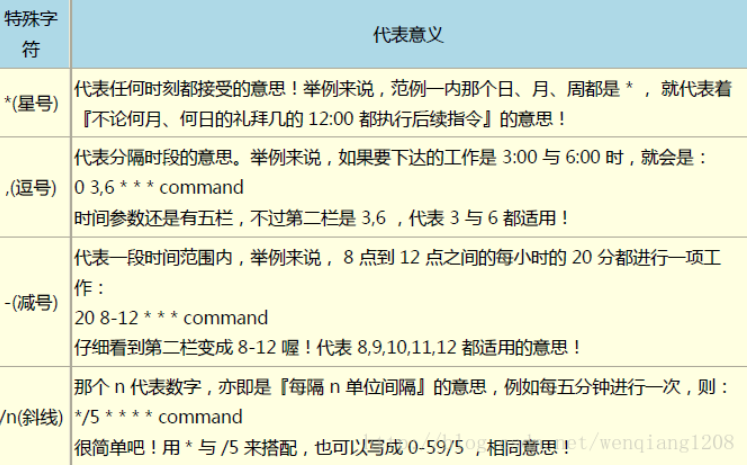 特殊字
符
代表意义
*(星号)
代表任何时刻都接受的意思！举例来说，范例一内那个日、月、周都是 * ， 就代表着
『不论何月、何日的礼拜几的 12:00 都执行后续指令』的意思！
,(逗号)
代表分隔时段的意思。举例来说，如果要下达的工作是 3:00 与 6:00 时，就会是：
0 3,6 * * * command
时间参数还是有五栏，不过第二栏是 3,6 ，代表 3 与 6 都适用！
-(减号)
代表一段时间范围内，举例来说， 8 点到 12 点之间的每小时的 20 分都进行一项工
作：
20 8-12 * * * command
仔细看到第二栏变成 8-12 喔！代表 8,9,10,11,12 都适用的意思！
/n(斜线)
那个 n 代表数字，亦即是『每隔 n 单位间隔』的意思，例如每五分钟进行一次，则：
*/5 * * * * command
很简单吧！用 * 与 /5 来搭配，也可以写成 0-59/5 ，相同意思！